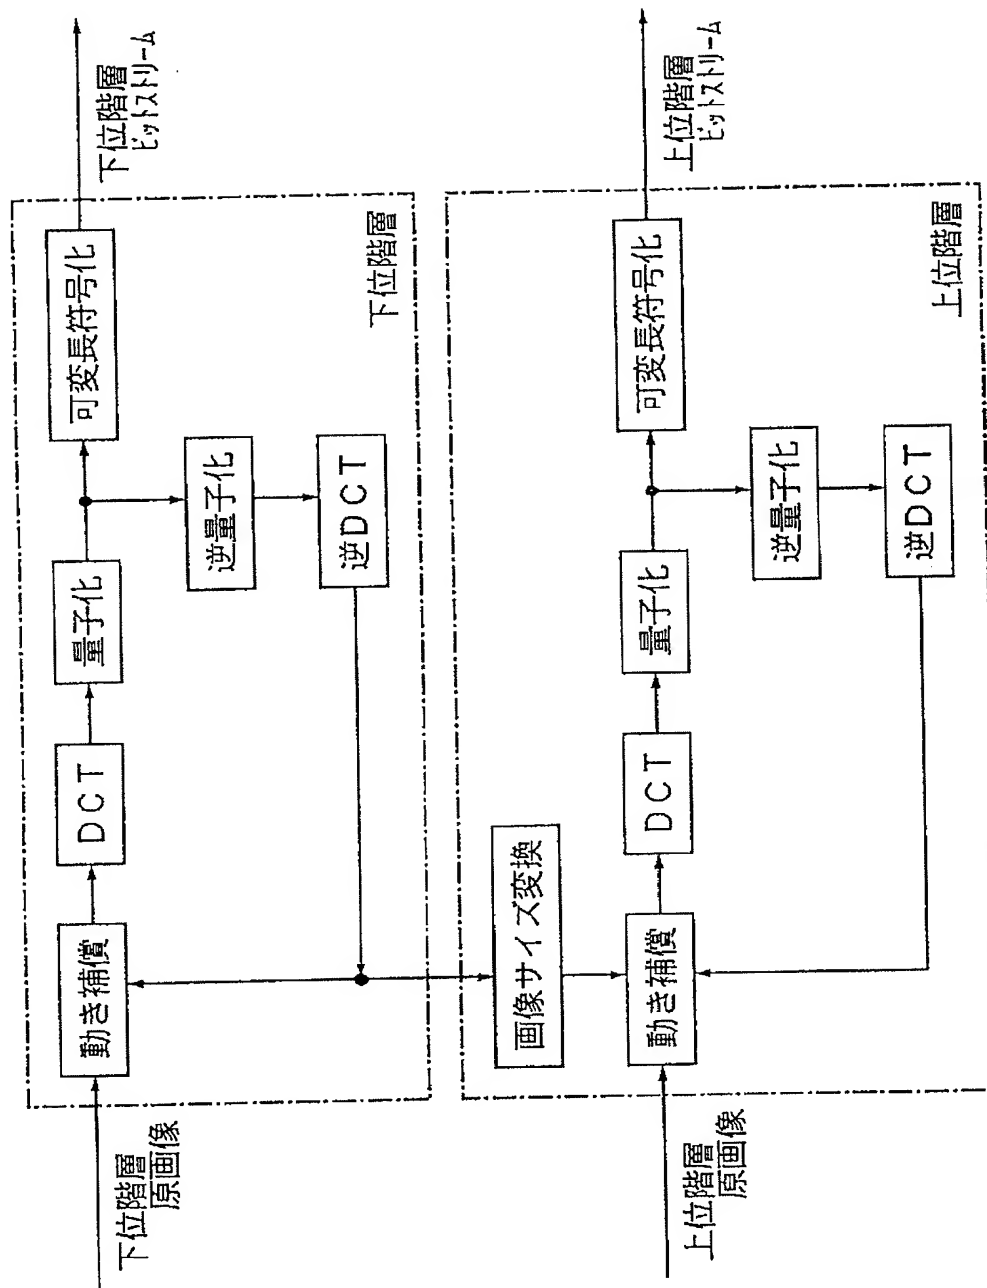 下位階層
原画像
動き補償
DCT
量子化
可変長符号化
逆量子化
逆DCT
下位階層
下位階層
ビットストリーム
画像サイズ変換
上位階層
原画像
動き補償
DCT
量子化
可変長符号化
逆量子化
逆DCT
上位階層
上位階層
ビットストリーム